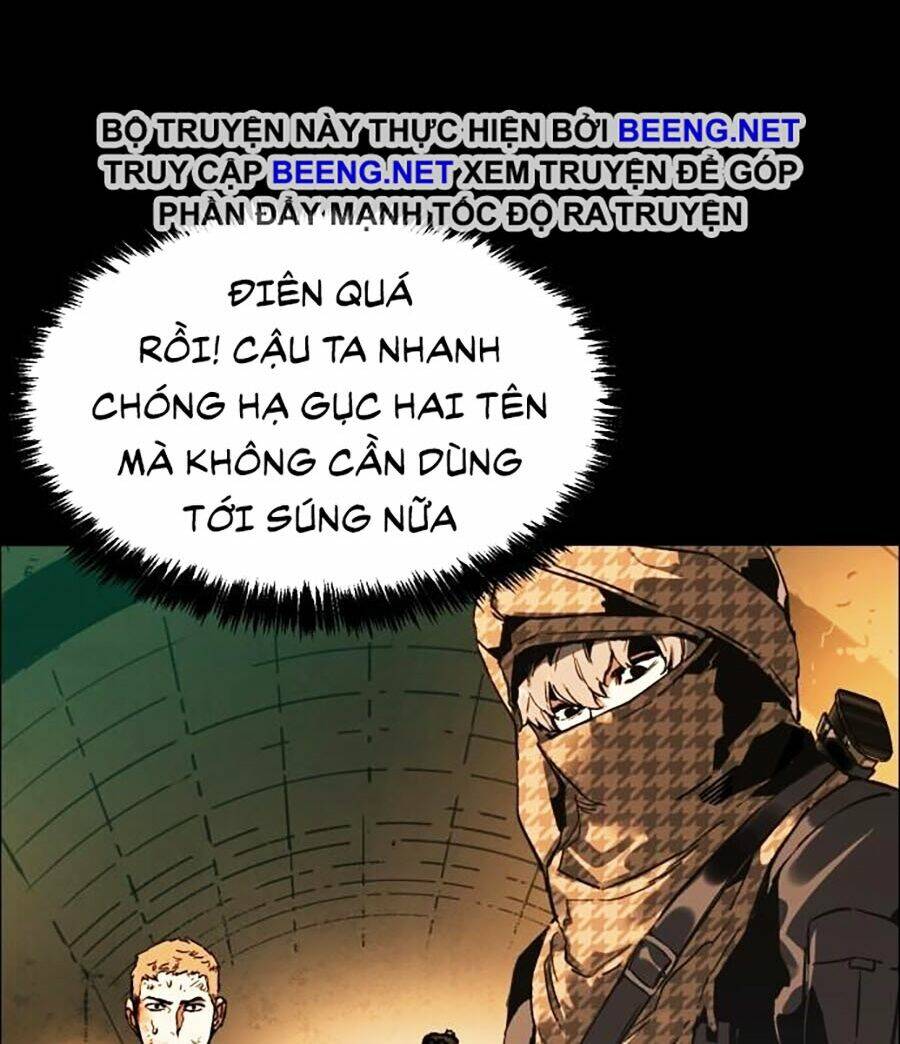 BỘ TRUYỆN NÀY THỰC HIỆN BỞI BEENG.NET
TRUY CẬP BEENG.NET XEM TRUYỆN ĐỂ GÓP
PHẦN ĐẨY MẠNH TỐC ĐỘ RA TRUYỆN
ĐIÊN QUÁ
RỒI! CẬU TA NHANH
CHÓNG HẠ GỤC HAI TÊN
MÀ KHÔNG CẦN DÙNG
TỚI SÚNG NỮA